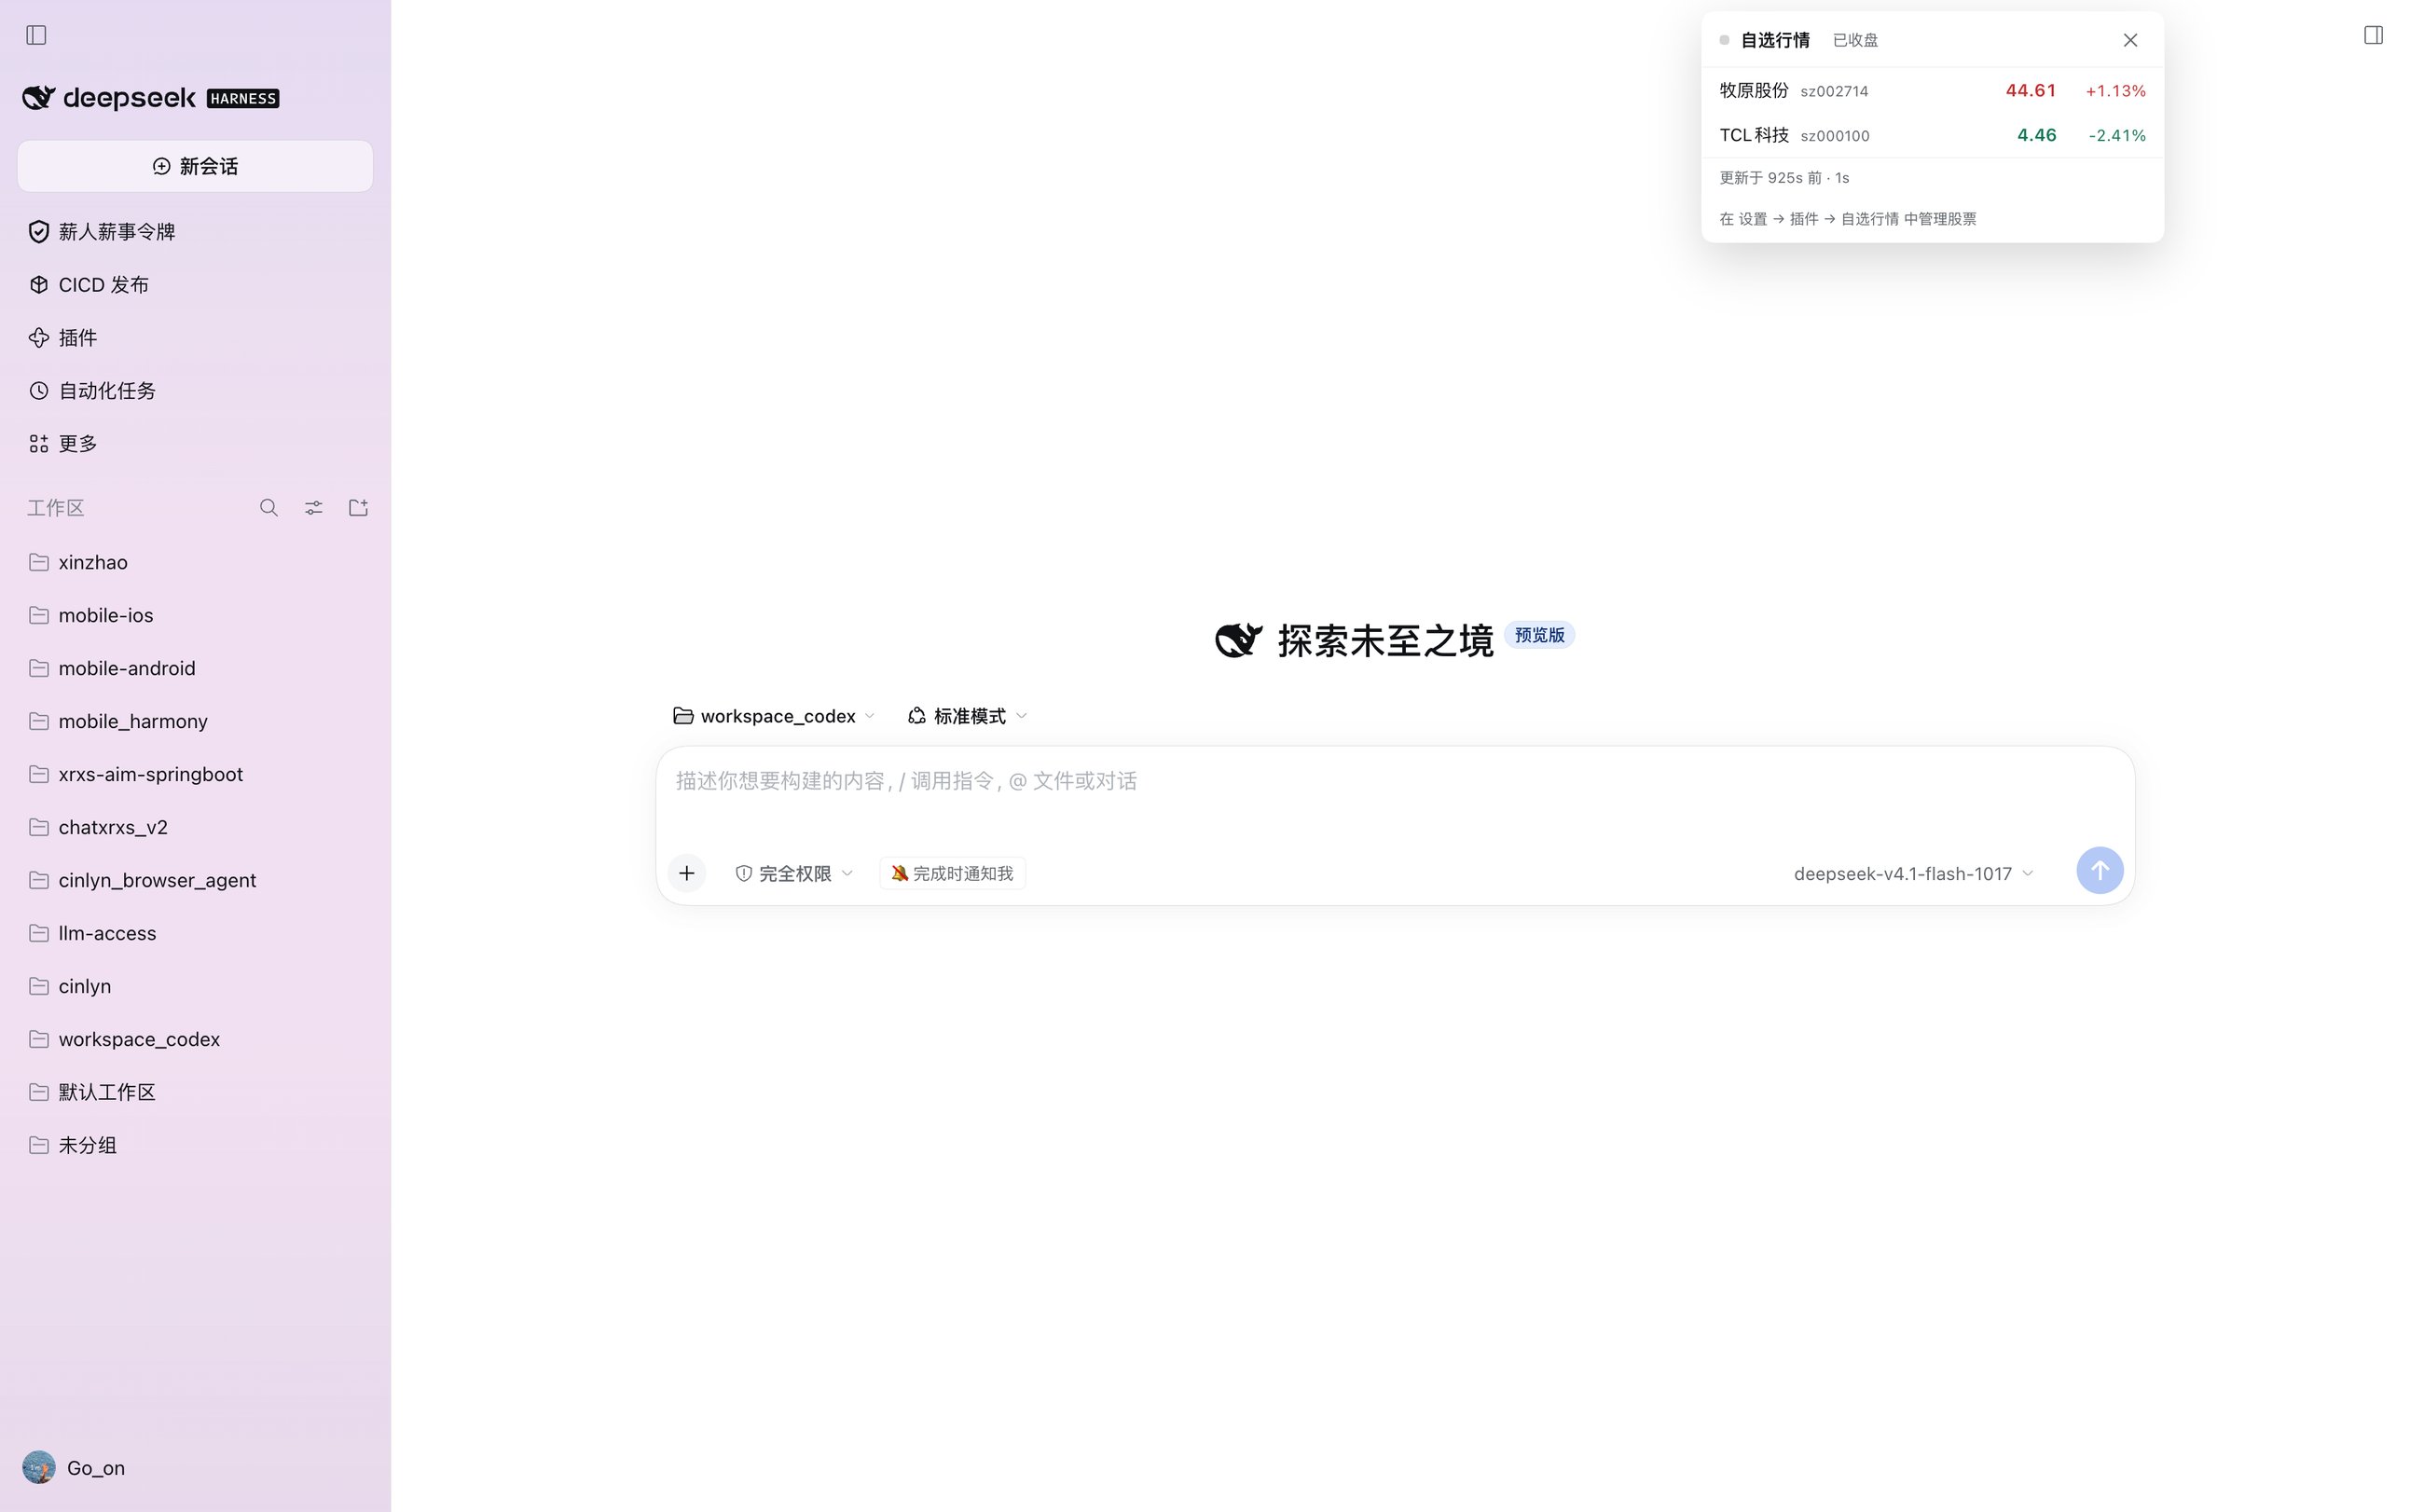 deepseek HARNESS
新会话
薪人薪事令牌
CICD 发布
插件
自动化任务
更多
工作区
xinzhao
mobile-ios
mobile-android
mobile_harmony
xrxs-aim-springboot
chatxrxs_v2
cinlyn_browser_agent
llm-access
cinlyn
workspace_codex
默认工作区
未分组
Go_on
自选行情 已收盘
牧原股份 sz002714 44.61 +1.13%
TCL科技 sz000100 4.46 -2.41%
更新于 925s 前 · 1s
在 设置 → 插件 → 自选行情 中管理股票
探索未至之境 预览版
workspace_codex 标准模式
描述你想要构建的内容, / 调用指令, @ 文件或对话
完全权限 完成时通知我 deepseek-v4.1-flash-1017